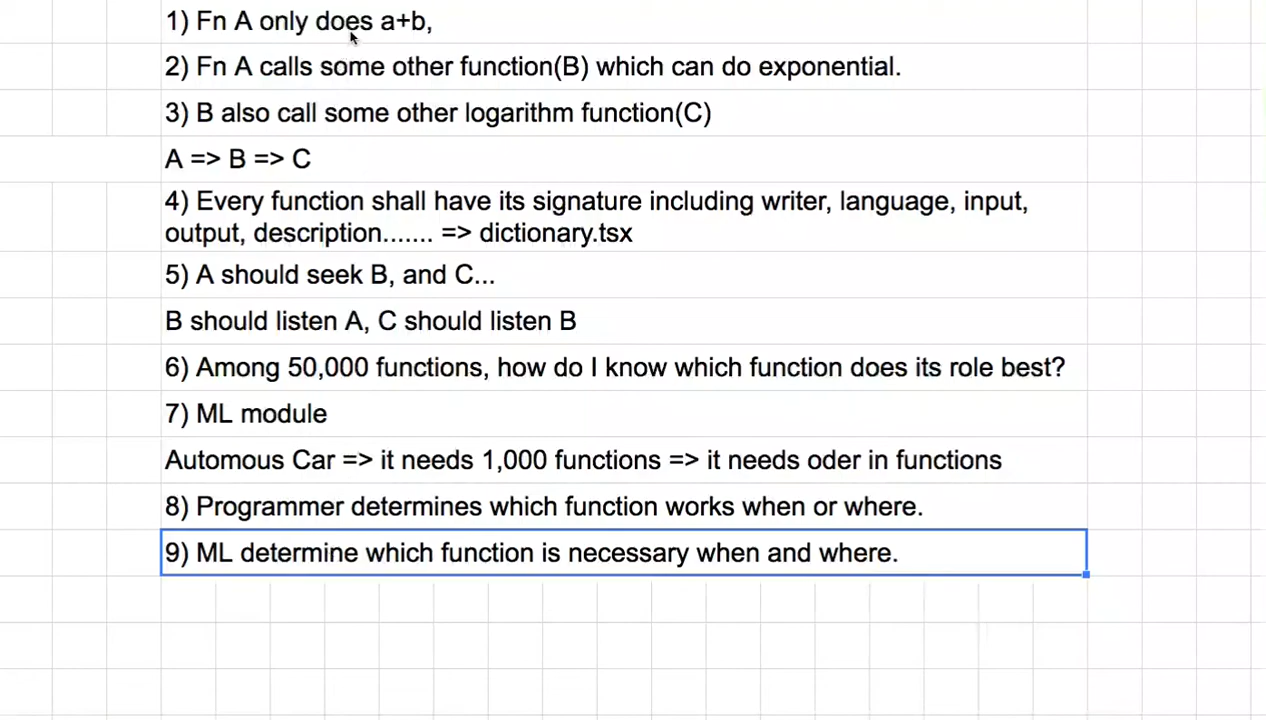 1) Fn A only does a+b,
2) Fn A calls some other function(B) which can do exponential.
3) B also call some other logarithm function(C)
A => B => C
4) Every function shall have its signature including writer, language, input,
output, description....... => dictionary.tsx
5) A should seek B, and C...
B should listen A, C should listen B
6) Among 50,000 functions, how do I know which function does its role best?
7) ML module
Automous Car => it needs 1,000 functions => it needs oder in functions
8) Programmer determines which function works when or where.
9) ML determine which function is necessary when and where.